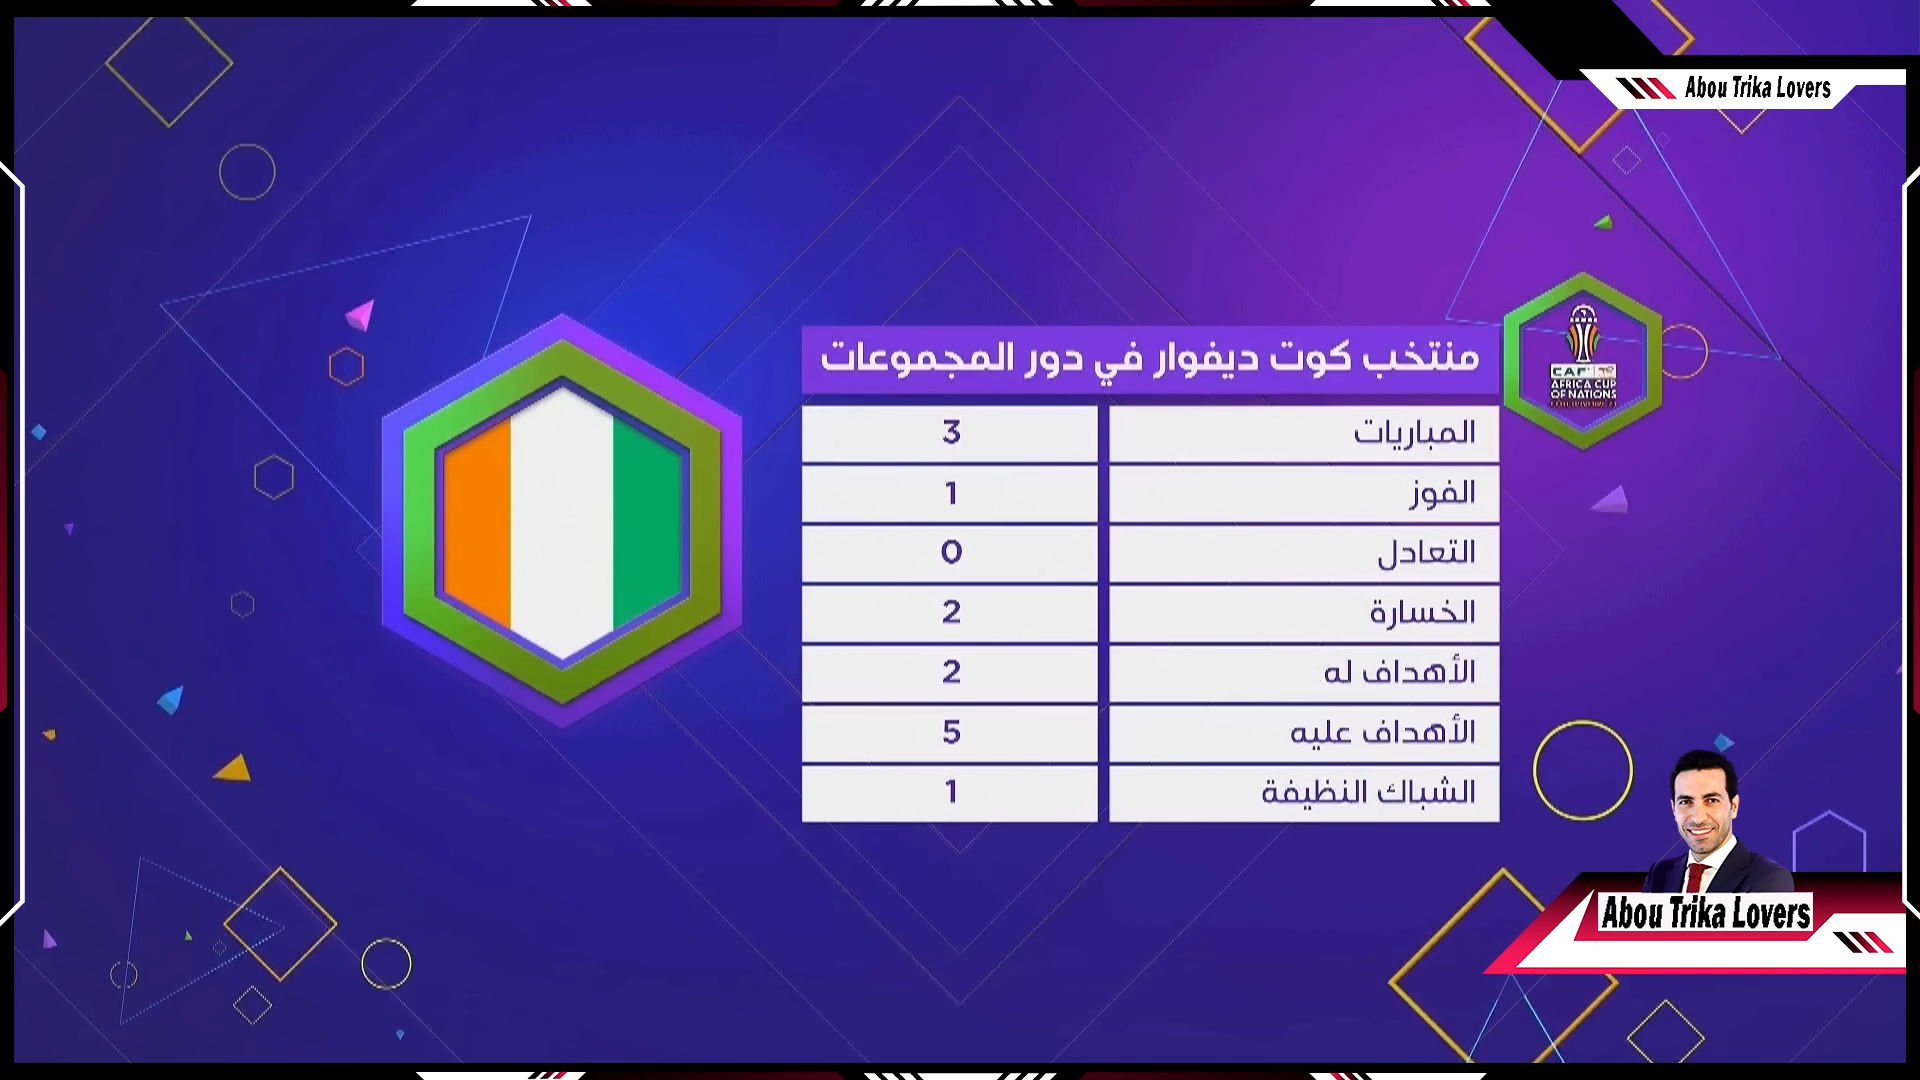 Abou Trika Lovers
منتخب كوت ديفوار في دور المجموعات
CAF
AFRICA CUP
OF NATIONS
المباريات 3
الفوز 1
التعادل 0
الخسارة 2
الأهداف له 2
الأهداف عليه 5
الشباك النظيفة 1
Abou Trika Lovers